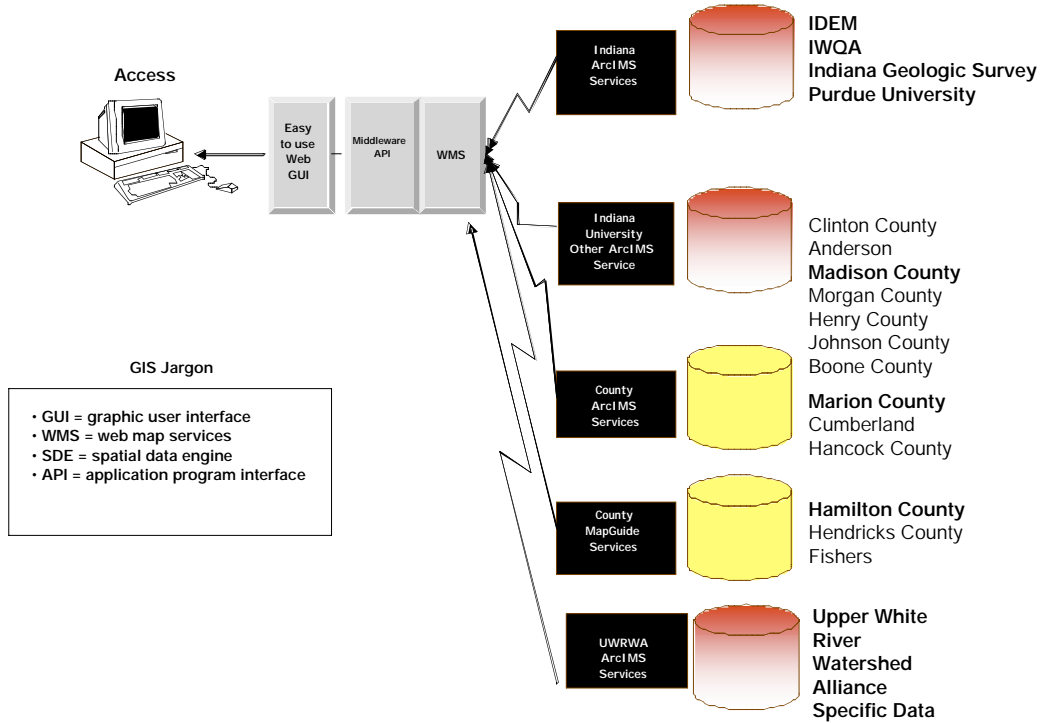 Access
Easy
to use
Web
GUI
Middleware
API
WMS
Indiana
ArcIMS
Services
IDEM
IWQA
Indiana Geologic Survey
Purdue University
Indiana
University
Other ArcIMS
Service
Clinton County
Anderson
Madison County
Morgan County
Henry County
Johnson County
Boone County
County
ArcIMS
Services
Marion County
Cumberland
Hancock County
County
MapGuide
Services
Hamilton County
Hendricks County
Fishers
UWRWA
ArcIMS
Services
Upper White
River
Watershed
Alliance
Specific Data
GIS Jargon
• GUI = graphic user interface
• WMS = web map services
• SDE = spatial data engine
• API = application program interface